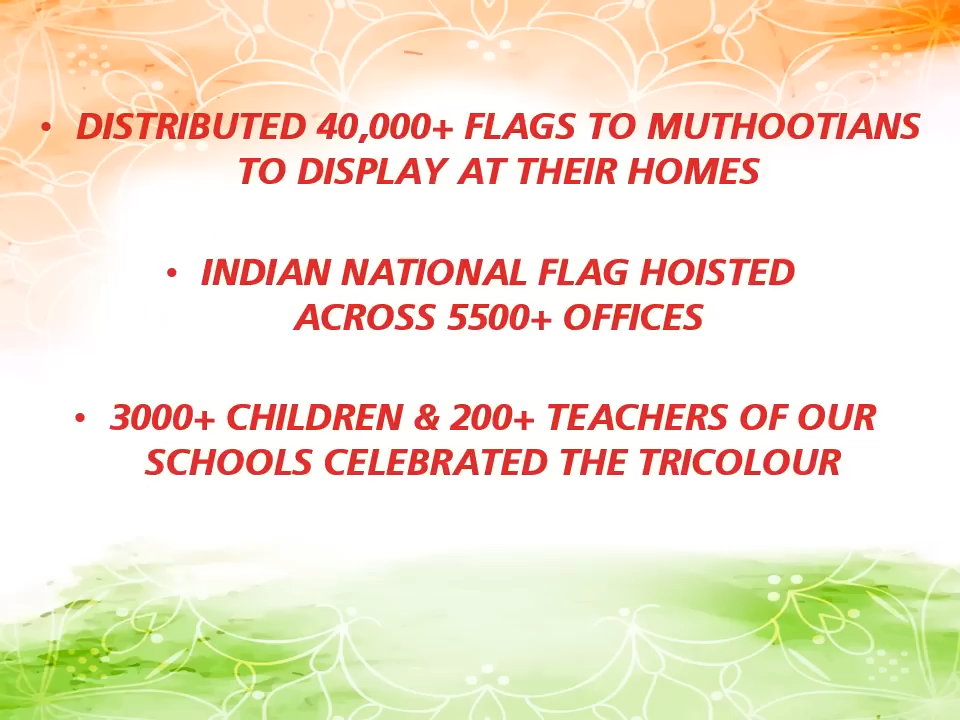 • DISTRIBUTED 40,000+ FLAGS TO MUTHOOTIANS
TO DISPLAY AT THEIR HOMES
• INDIAN NATIONAL FLAG HOISTED
ACROSS 5500+ OFFICES
• 3000+ CHILDREN & 200+ TEACHERS OF OUR
SCHOOLS CELEBRATED THE TRICOLOUR